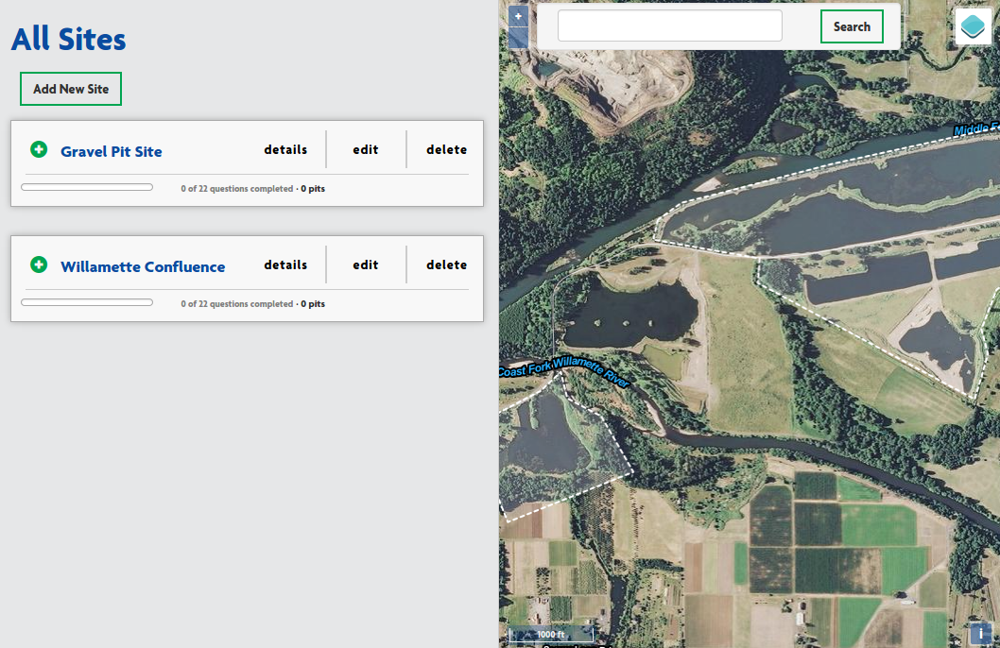 All Sites
Add New Site
Gravel Pit Site
details
edit
delete
0 of 22 questions completed · 0 pits
Willamette Confluence
details
edit
delete
0 of 22 questions completed · 0 pits
+
Search
Middle F
Coast Fork Willamette River
1000 ft
i